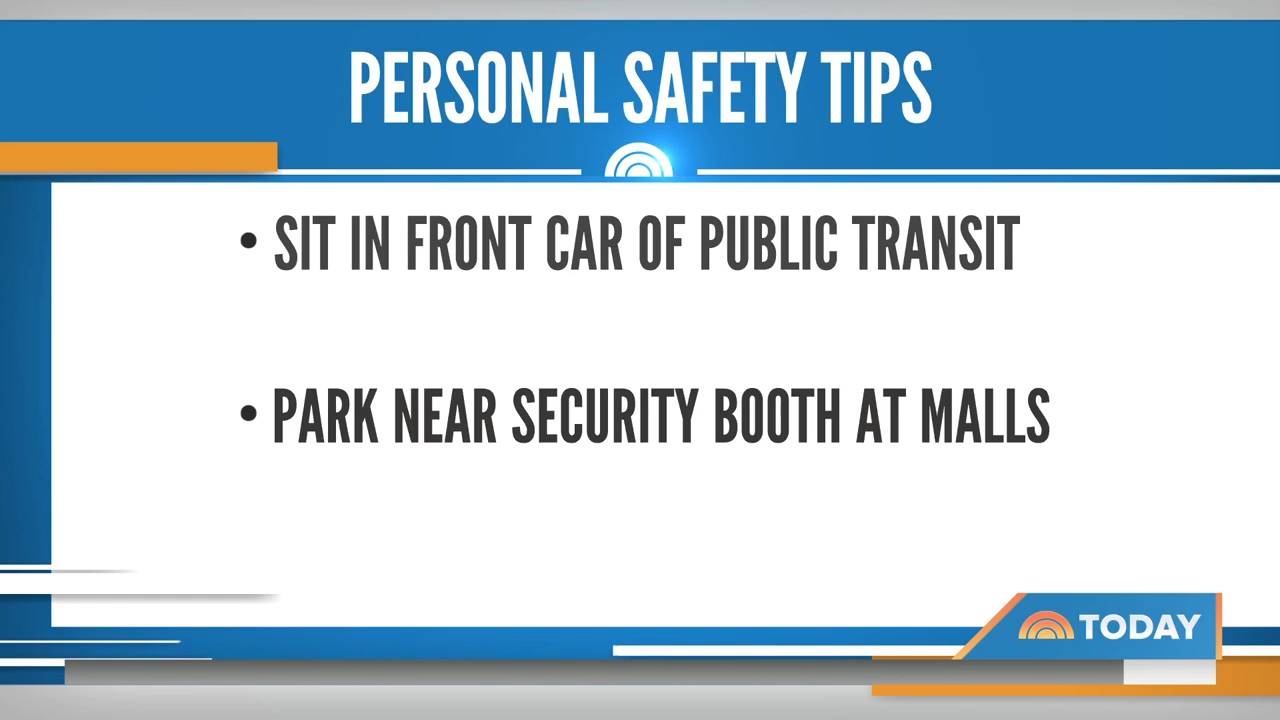 PERSONAL SAFETY TIPS
• SIT IN FRONT CAR OF PUBLIC TRANSIT
• PARK NEAR SECURITY BOOTH AT MALLS
TODAY